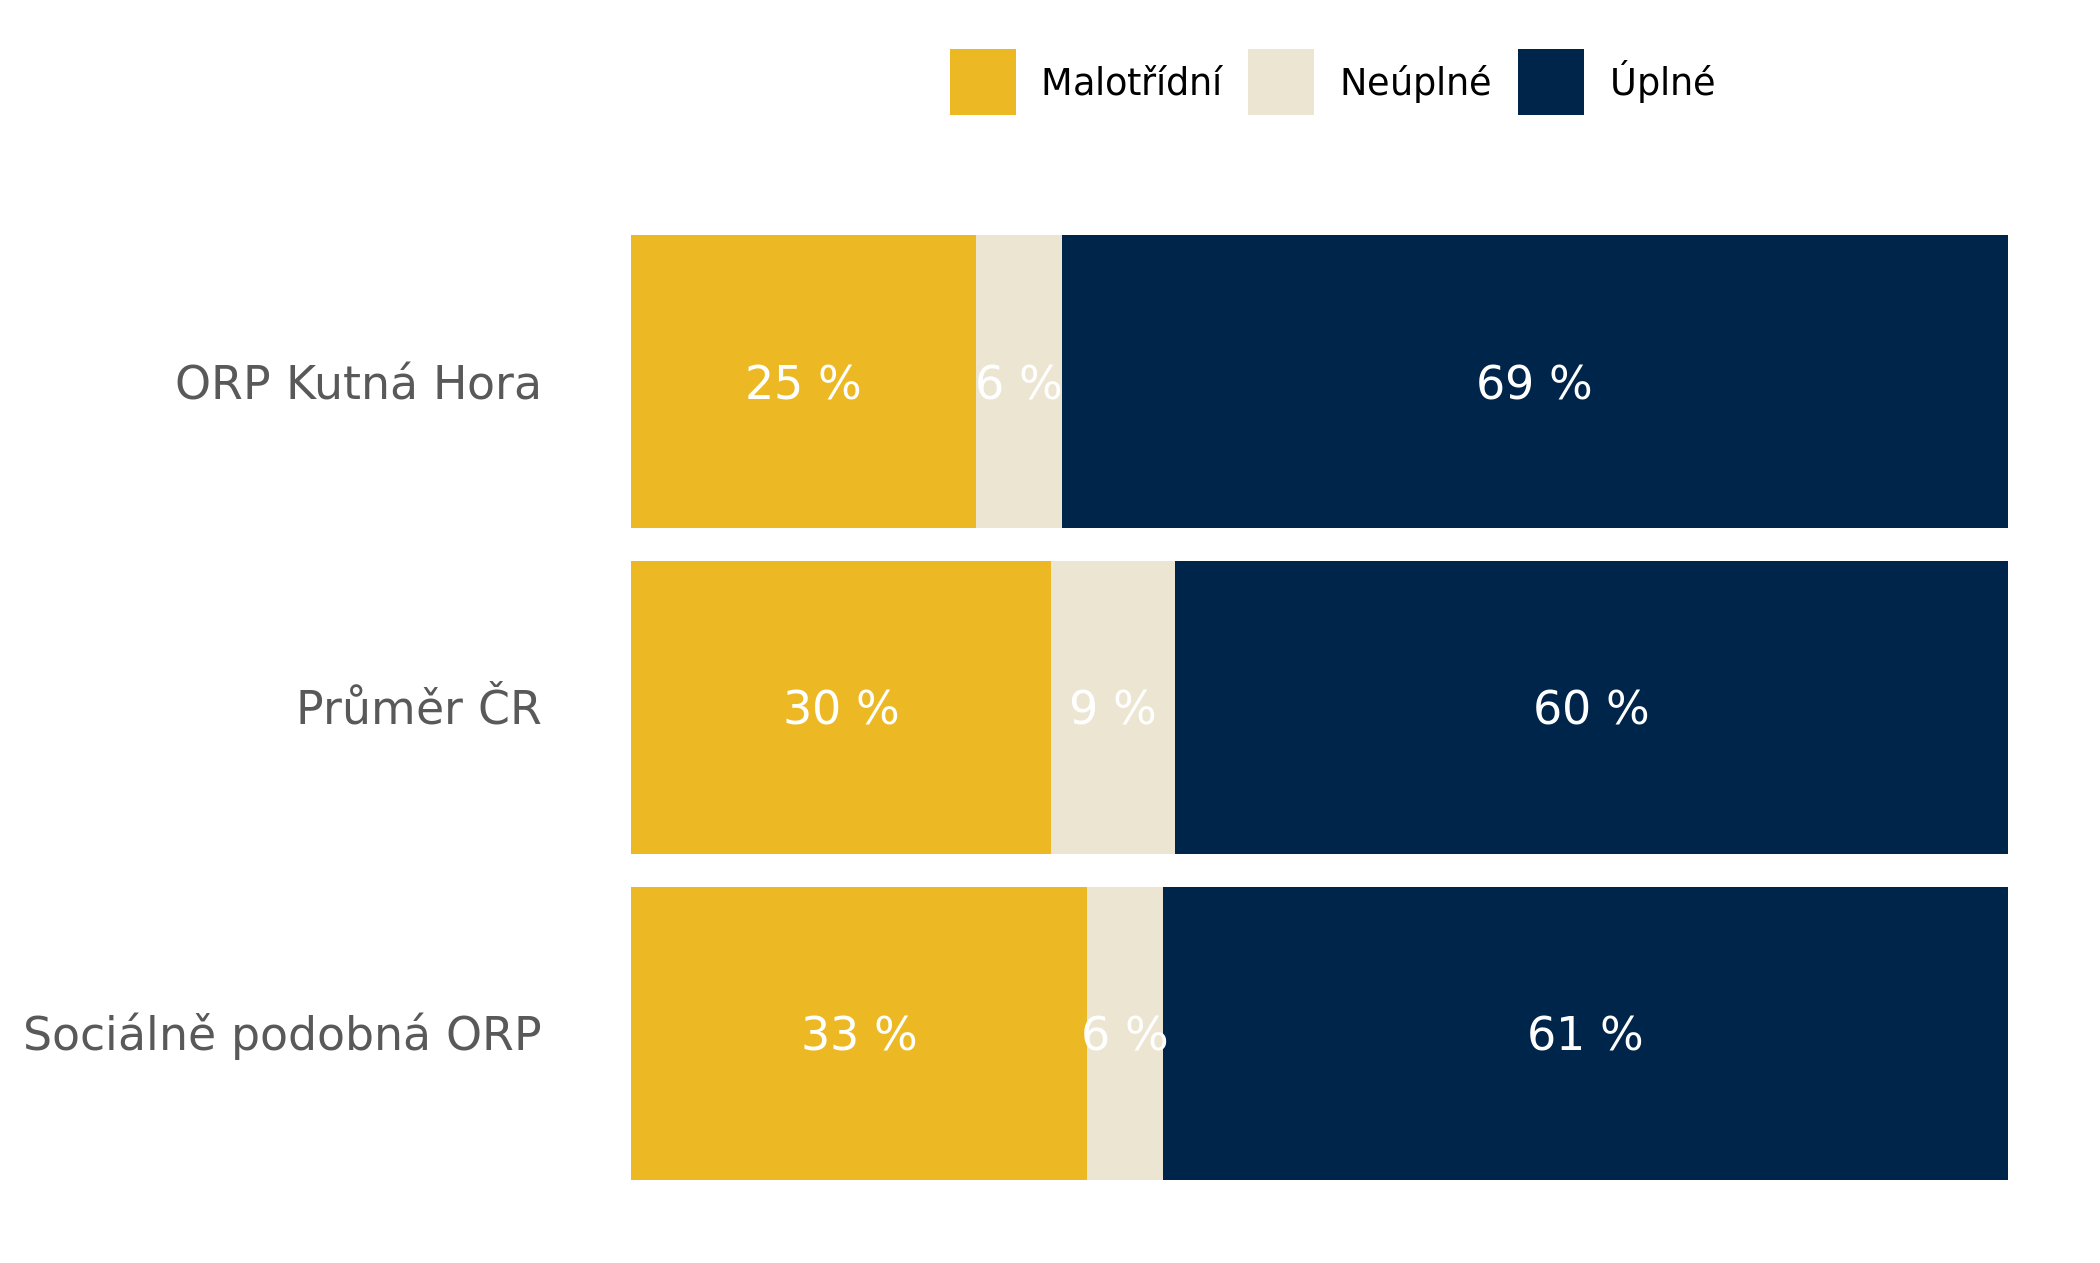 Malotřídní Neúplné Úplné
ORP Kutná Hora 25 % 6 % 69 %
Průměr ČR 30 % 9 % 60 %
Sociálně podobná ORP 33 % 6 % 61 %